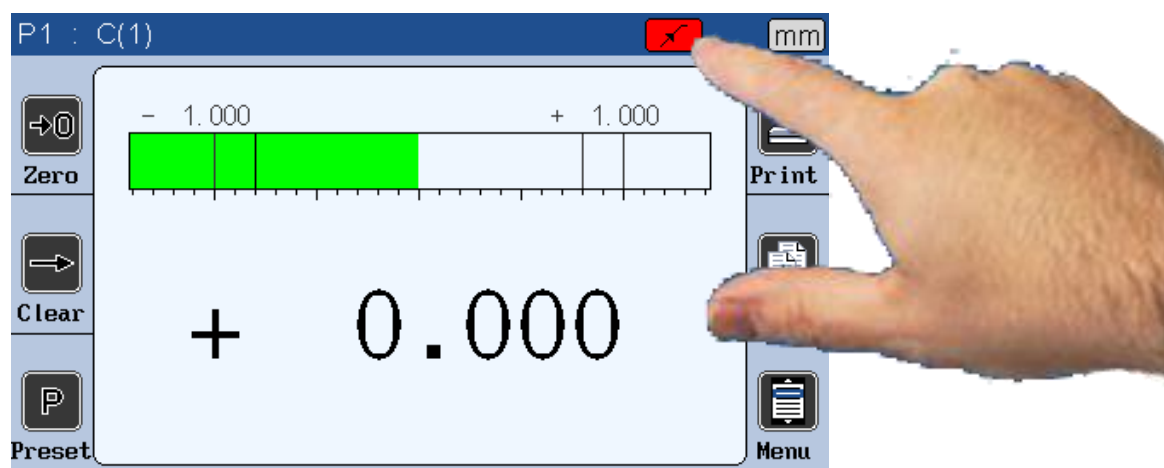 P1 : C(1)
mm
- 1.000 + 1.000
Zero
Print
Clear
+ 0.000
P
Preset
Menu